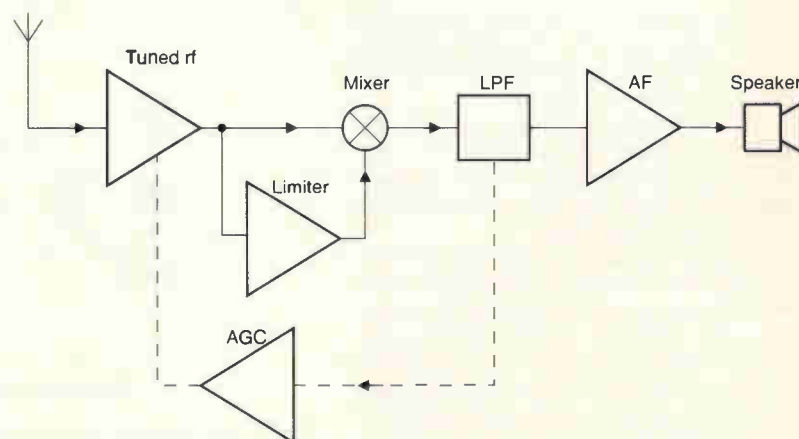 Tuned rf
Mixer
LPF
AF
Speaker
Limiter
AGC